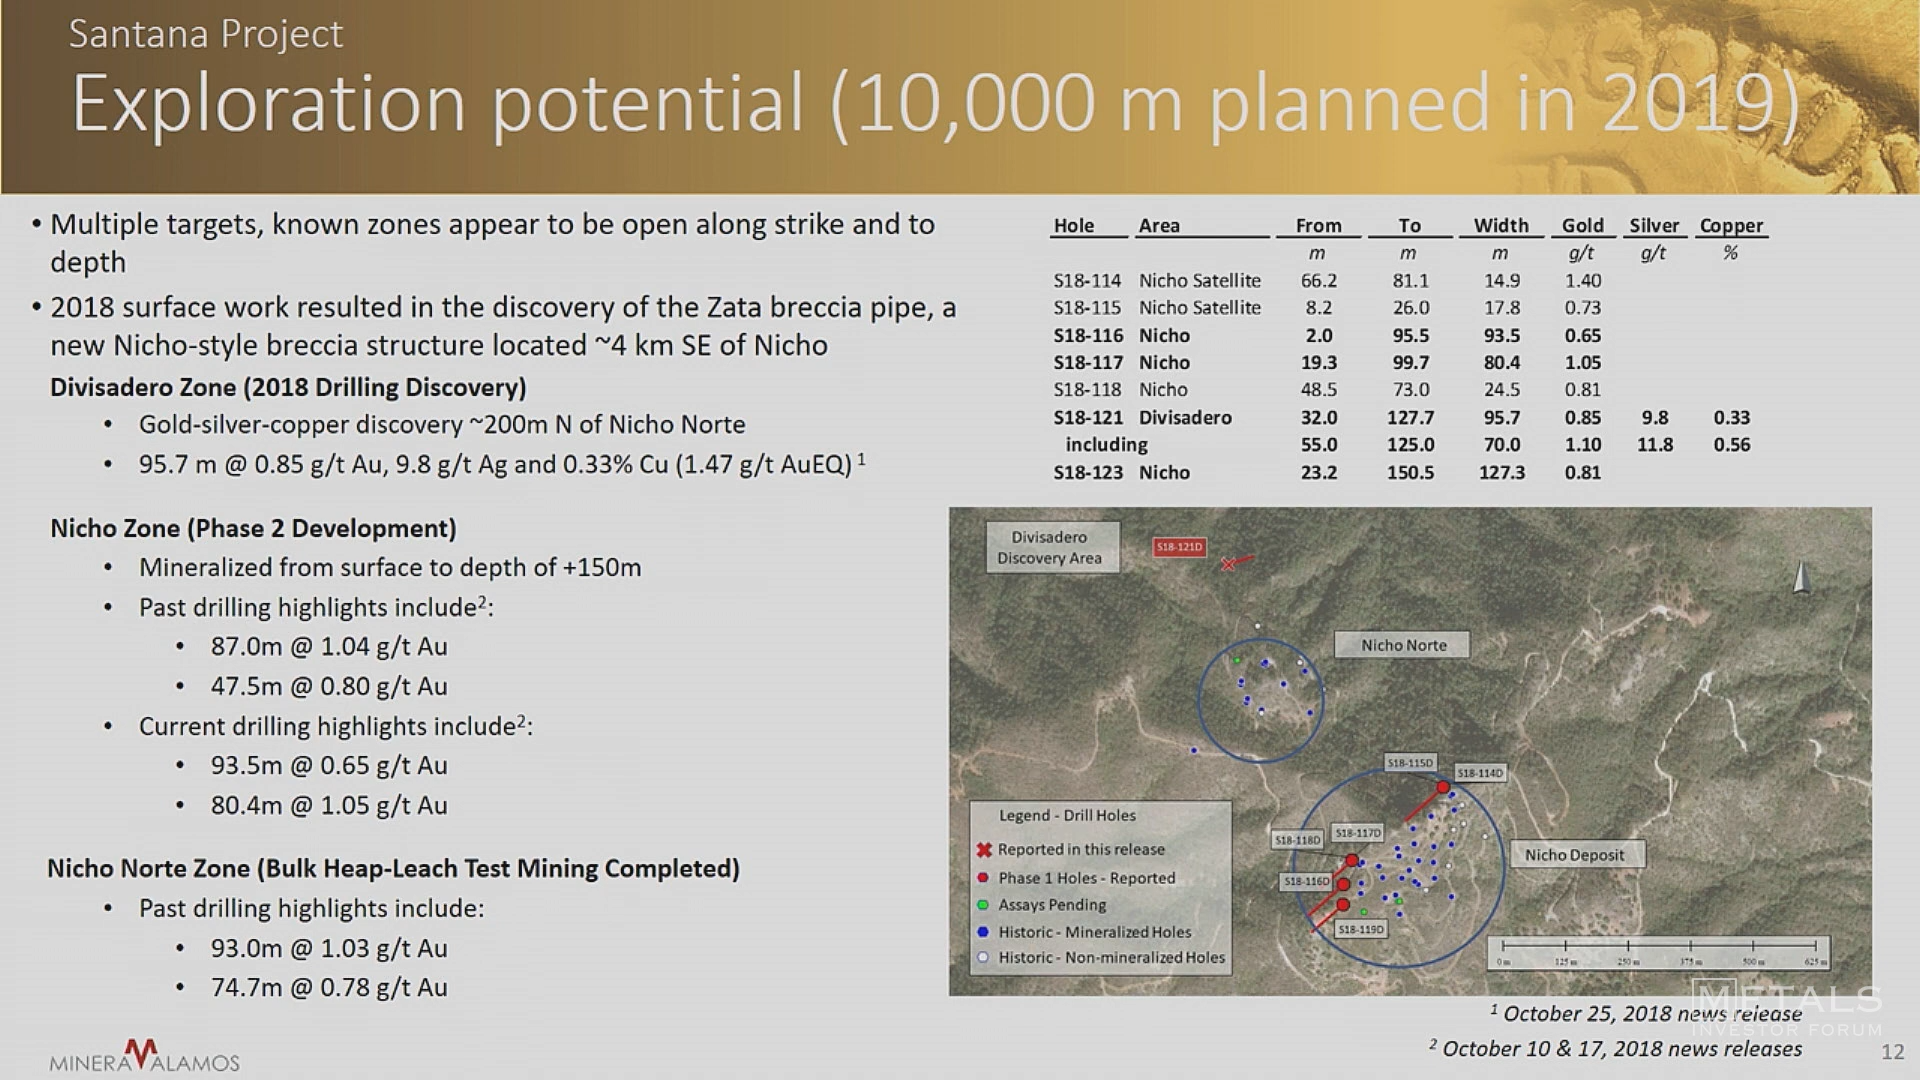 Santana Project
Exploration potential (10,000 m planned in 2019)
• Multiple targets, known zones appear to be open along strike and to
depth
• 2018 surface work resulted in the discovery of the Zata breccia pipe, a
new Nicho-style breccia structure located ~4 km SE of Nicho
Divisadero Zone (2018 Drilling Discovery)
• Gold-silver-copper discovery ~200m N of Nicho Norte
• 95.7 m @ 0.85 g/t Au, 9.8 g/t Ag and 0.33% Cu (1.47 g/t AuEQ) 1
Nicho Zone (Phase 2 Development)
• Mineralized from surface to depth of +150m
• Past drilling highlights include2:
• 87.0m @ 1.04 g/t Au
• 47.5m @ 0.80 g/t Au
• Current drilling highlights include2:
• 93.5m @ 0.65 g/t Au
• 80.4m @ 1.05 g/t Au
Nicho Norte Zone (Bulk Heap-Leach Test Mining Completed)
• Past drilling highlights include:
• 93.0m @ 1.03 g/t Au
• 74.7m @ 0.78 g/t Au
Hole Area From To Width Gold Silver Copper
m m m g/t g/t %
S18-114 Nicho Satellite 66.2 81.1 14.9 1.40
S18-115 Nicho Satellite 8.2 26.0 17.8 0.73
S18-116 Nicho 2.0 95.5 93.5 0.65
S18-117 Nicho 19.3 99.7 80.4 1.05
S18-118 Nicho 48.5 73.0 24.5 0.81
S18-121 Divisadero 32.0 127.7 95.7 0.85 9.8 0.33
including 55.0 125.0 70.0 1.10 11.8 0.56
S18-123 Nicho 23.2 150.5 127.3 0.81
Divisadero
Discovery Area
S18-121D
Nicho Norte
S18-115D
S18-114D
S18-118D
S18-117D
S18-116D
S18-119D
Nicho Deposit
Legend - Drill Holes
Reported in this release
Phase 1 Holes - Reported
Assays Pending
Historic - Mineralized Holes
Historic - Non-mineralized Holes
0 m 125 m 250 m 375 m 500 m 625 m
1 October 25, 2018 news release
2 October 10 & 17, 2018 news releases
METALS
INVESTOR FORUM
MINERA ALAMOS
12